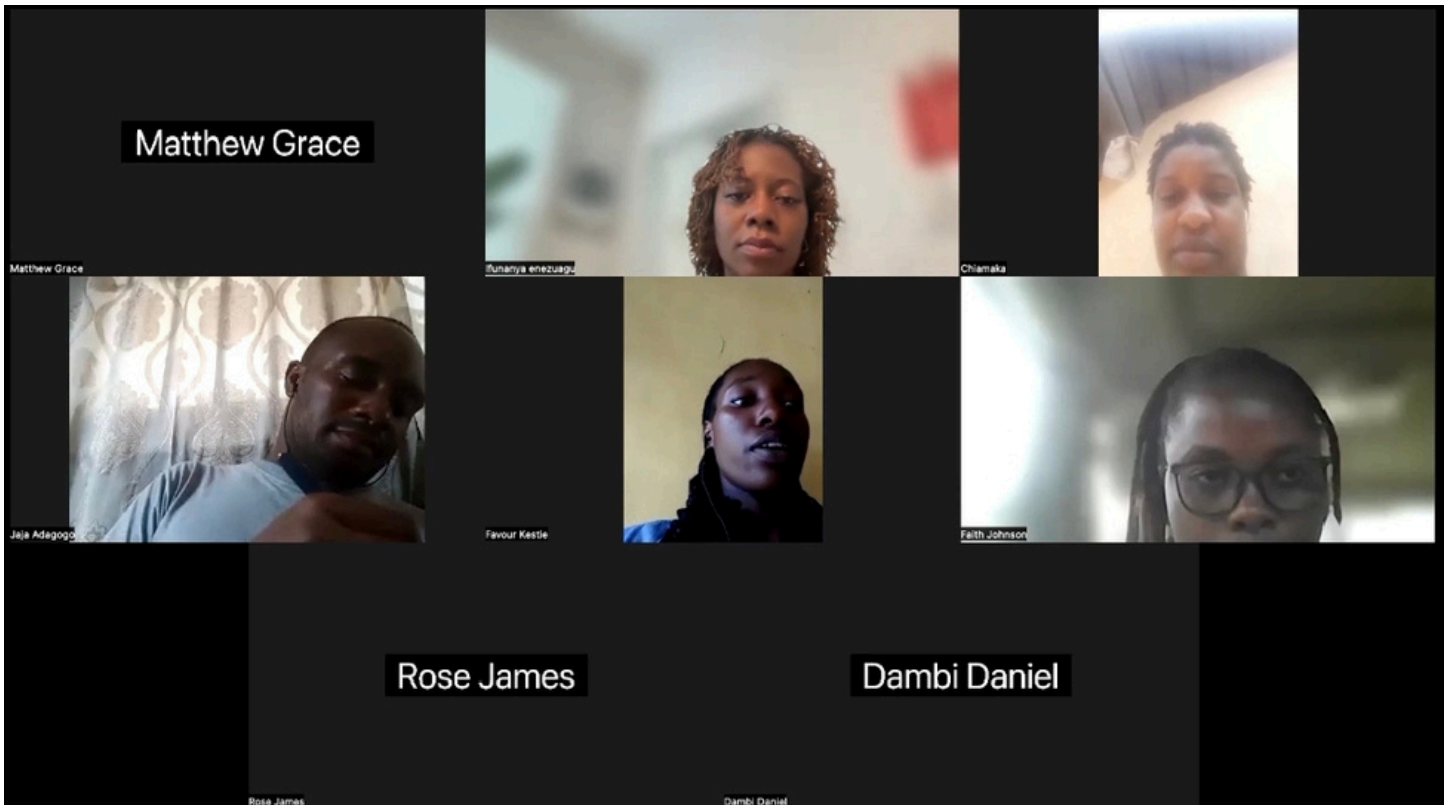 Matthew Grace
Matthew Grace
Ifunanya enezuagu
Chiamaka
Jaja Adagogo
Favour Kestie
Faith Johnson
Rose James
Dambi Daniel
Rose James
Dambi Daniel